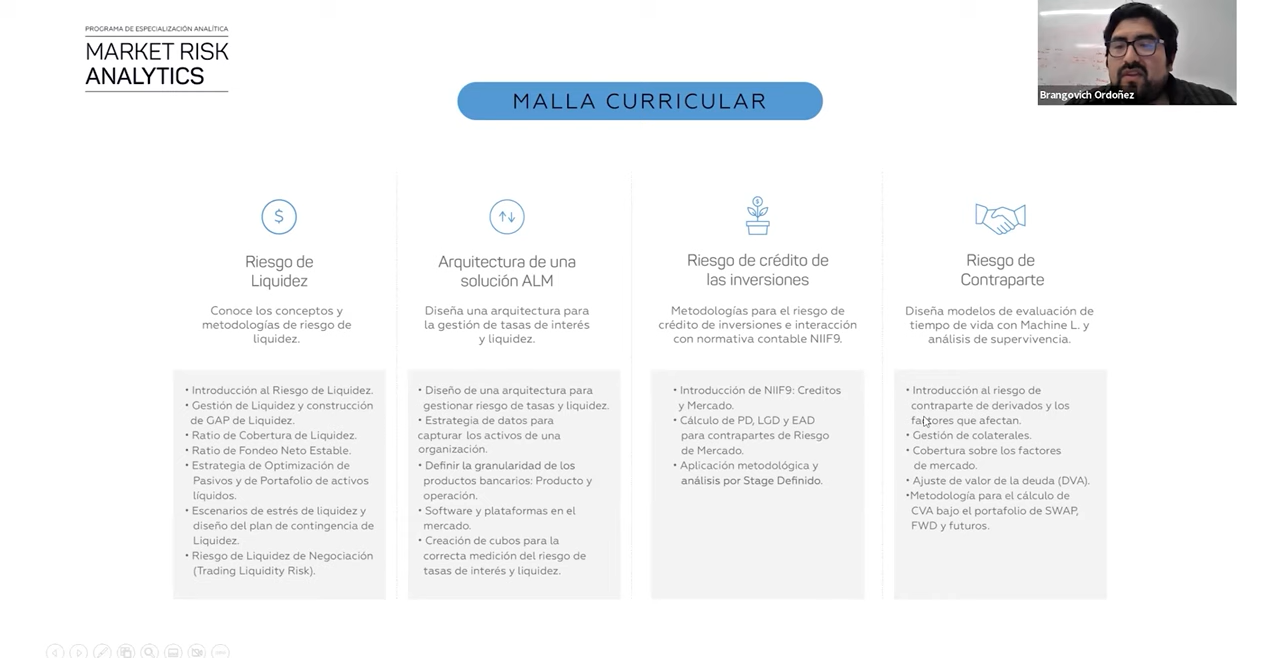 PROGRAMA DE ESPECIALIZACIÓN ANALÍTICA
MARKET RISK
ANALYTICS
MALLA CURRICULAR
Brangovich Ordoñez
$
Riesgo de
Liquidez
Conoce los conceptos y
metodologías de riesgo de
liquidez.
• Introducción al Riesgo de Liquidez.
• Gestión de Liquidez y construcción
de GAP de Liquidez.
• Ratio de Cobertura de Liquidez.
• Ratio de Fondeo Neto Estable.
• Estrategia de Optimización de
Pasivos y de Portafolio de activos
líquidos.
• Escenarios de estrés de liquidez y
diseño del plan de contingencia de
Liquidez.
• Riesgo de Liquidez de Negociación
(Trading Liquidity Risk).
Arquitectura de una
solución ALM
Diseña una arquitectura para
la gestión de tasas de interés
y liquidez.
• Diseño de una arquitectura para
gestionar riesgo de tasas y liquidez.
• Estrategia de datos para
capturar los activos de una
organización.
• Definir la granularidad de los
productos bancarios: Producto y
operación.
• Software y plataformas en el
mercado.
• Creación de cubos para la
correcta medición del riesgo de
tasas de interés y liquidez.
$
Riesgo de crédito de
las inversiones
Metodologías para el riesgo de
crédito de inversiones e interacción
con normativa contable NIIF9.
• Introducción de NIIF9: Creditos
y Mercado.
• Cálculo de PD, LGD y EAD
para contrapartes de Riesgo
de Mercado.
• Aplicación metodológica y
análisis por Stage Definido.
Riesgo de
Contraparte
Diseña modelos de evaluación de
tiempo de vida con Machine L. y
análisis de supervivencia.
• Introducción al riesgo de
contraparte de derivados y los
factores que afectan.
• Gestión de colaterales.
• Cobertura sobre los factores
de mercado.
• Ajuste de valor de la deuda (DVA).
•Metodología para el cálculo de
CVA bajo el portafolio de SWAP,
FWD y futuros.